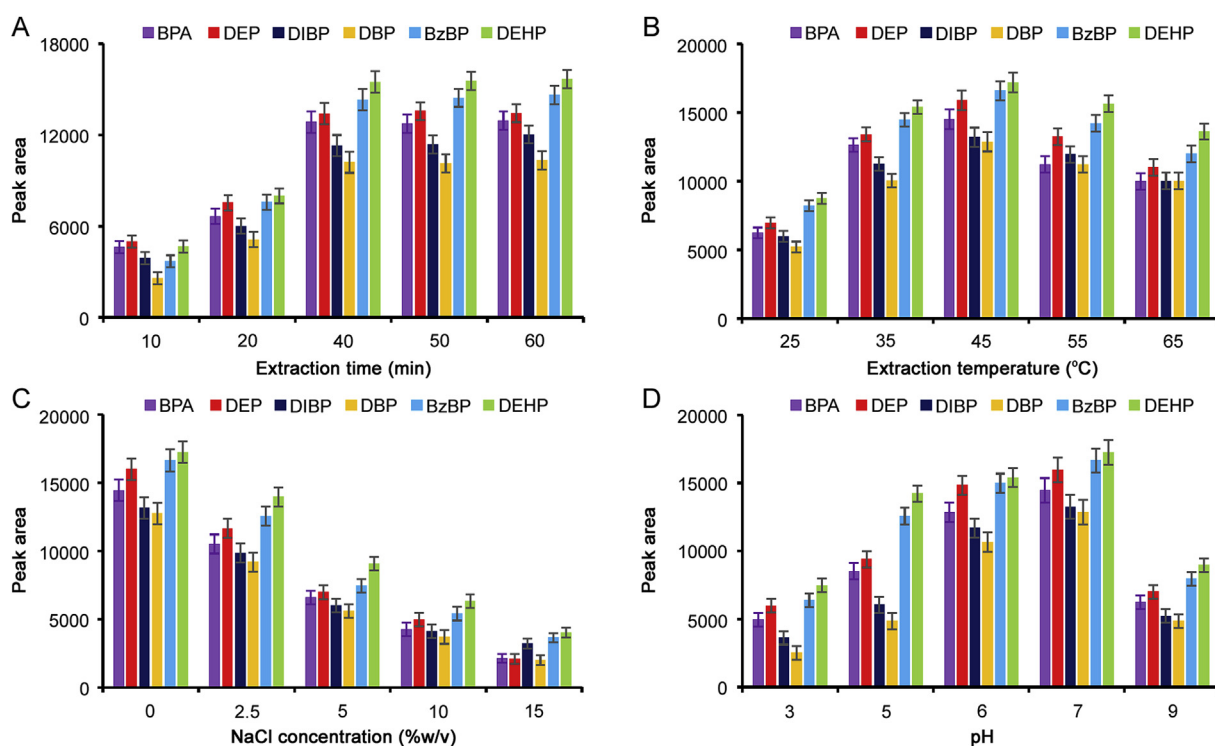 A
BPA DEP DIBP DBP BzBP DEHP
18000
12000
6000
0
Peak area
10 20 40 50 60
Extraction time (min)
B
BPA DEP DIBP DBP BzBP DEHP
20000
15000
10000
5000
0
Peak area
25 35 45 55 65
Extraction temperature (°C)
C
BPA DEP DIBP DBP BzBP DEHP
20000
15000
10000
5000
0
Peak area
0 2.5 5 10 15
NaCl concentration (%w/v)
D
BPA DEP DIBP DBP BzBP DEHP
20000
15000
10000
5000
0
Peak area
3 5 6 7 9
pH